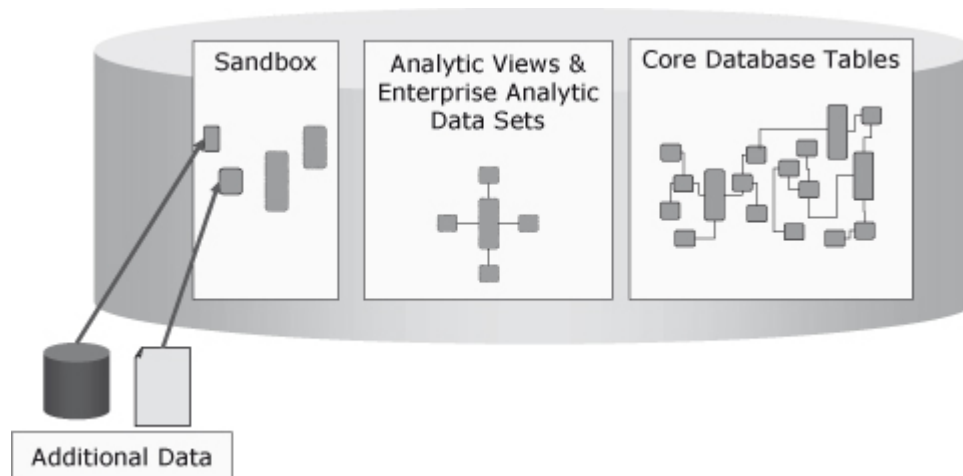 Sandbox
Analytic Views &
Enterprise Analytic
Data Sets
Core Database Tables
Additional Data